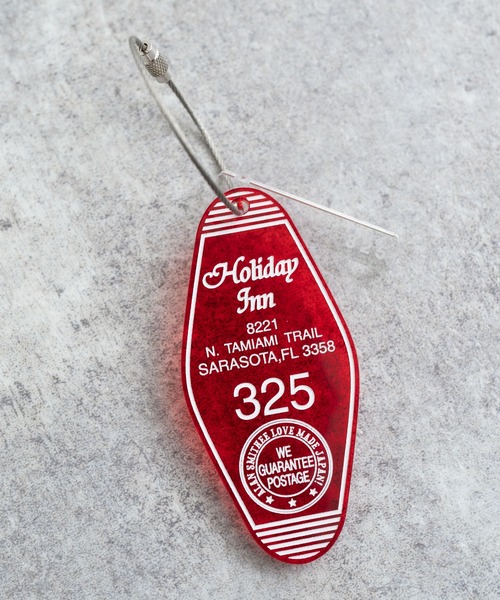 Holiday
Inn
8221
N. TAMIAMI TRAIL
SARASOTA,FL 3358
325
ALAN SMITHEE LOVE MADE JAPAN!
WE
GUARANTEE
POSTAGE